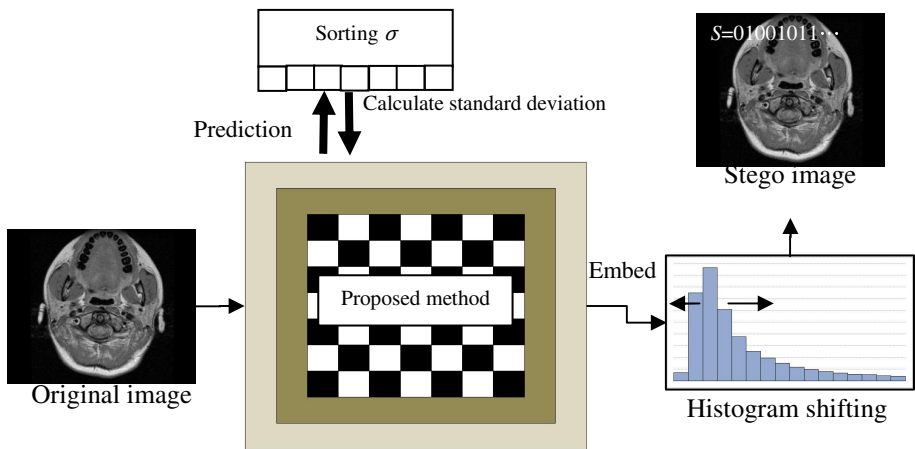 Sorting σ
Calculate standard deviation
Prediction
S=01001011⋯
Stego image
Embed
Proposed method
Original image
Histogram shifting